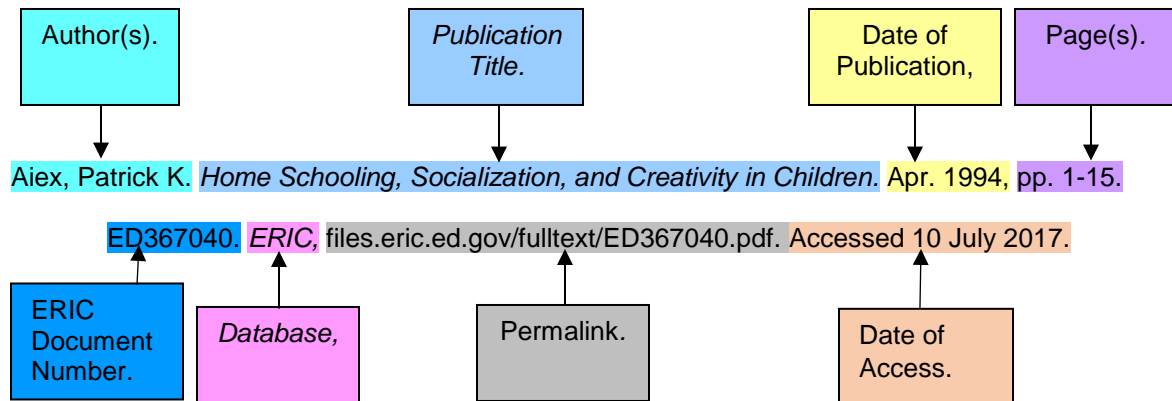 Author(s).
Publication
Title.
Date of
Publication,
Page(s).
Aiex, Patrick K. Home Schooling, Socialization, and Creativity in Children. Apr. 1994, pp. 1-15.
ED367040. ERIC, files.eric.ed.gov/fulltext/ED367040.pdf. Accessed 10 July 2017.
ERIC
Document
Number.
Database,
Permalink.
Date of
Access.